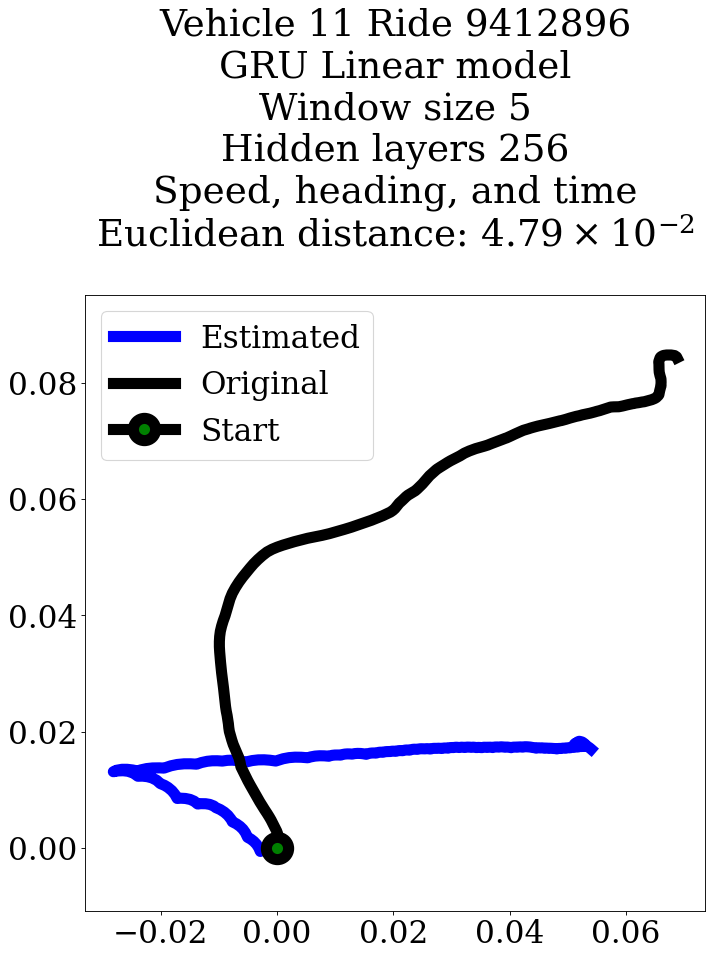 Vehicle 11 Ride 9412896
GRU Linear model
Window size 5
Hidden layers 256
Speed, heading, and time
Euclidean distance: 4.79 × 10⁻²
Estimated
Original
Start
0.08
0.06
0.04
0.02
0.00
−0.02 0.00 0.02 0.04 0.06